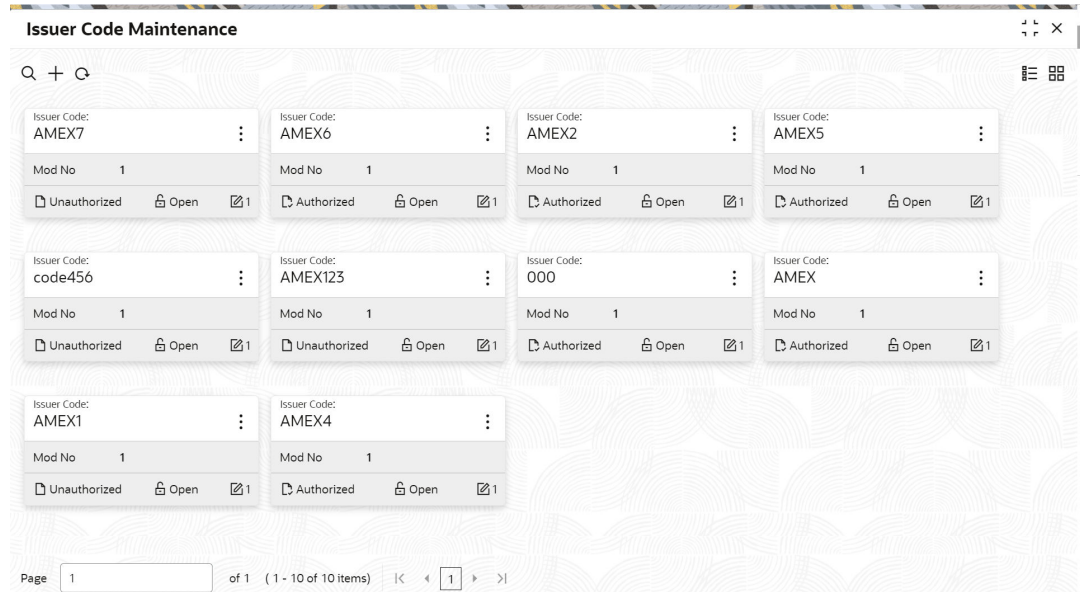 Issuer Code Maintenance
Issuer Code:
AMEX7
Mod No 1
Unauthorized Open 1
Issuer Code:
AMEX6
Mod No 1
Authorized Open 1
Issuer Code:
AMEX2
Mod No 1
Authorized Open 1
Issuer Code:
AMEX5
Mod No 1
Authorized Open 1
Issuer Code:
code456
Mod No 1
Unauthorized Open 1
Issuer Code:
AMEX123
Mod No 1
Unauthorized Open 1
Issuer Code:
000
Mod No 1
Authorized Open 1
Issuer Code:
AMEX
Mod No 1
Authorized Open 1
Issuer Code:
AMEX1
Mod No 1
Unauthorized Open 1
Issuer Code:
AMEX4
Mod No 1
Authorized Open 1
Page 1 of 1 ( 1 - 10 of 10 items) 1